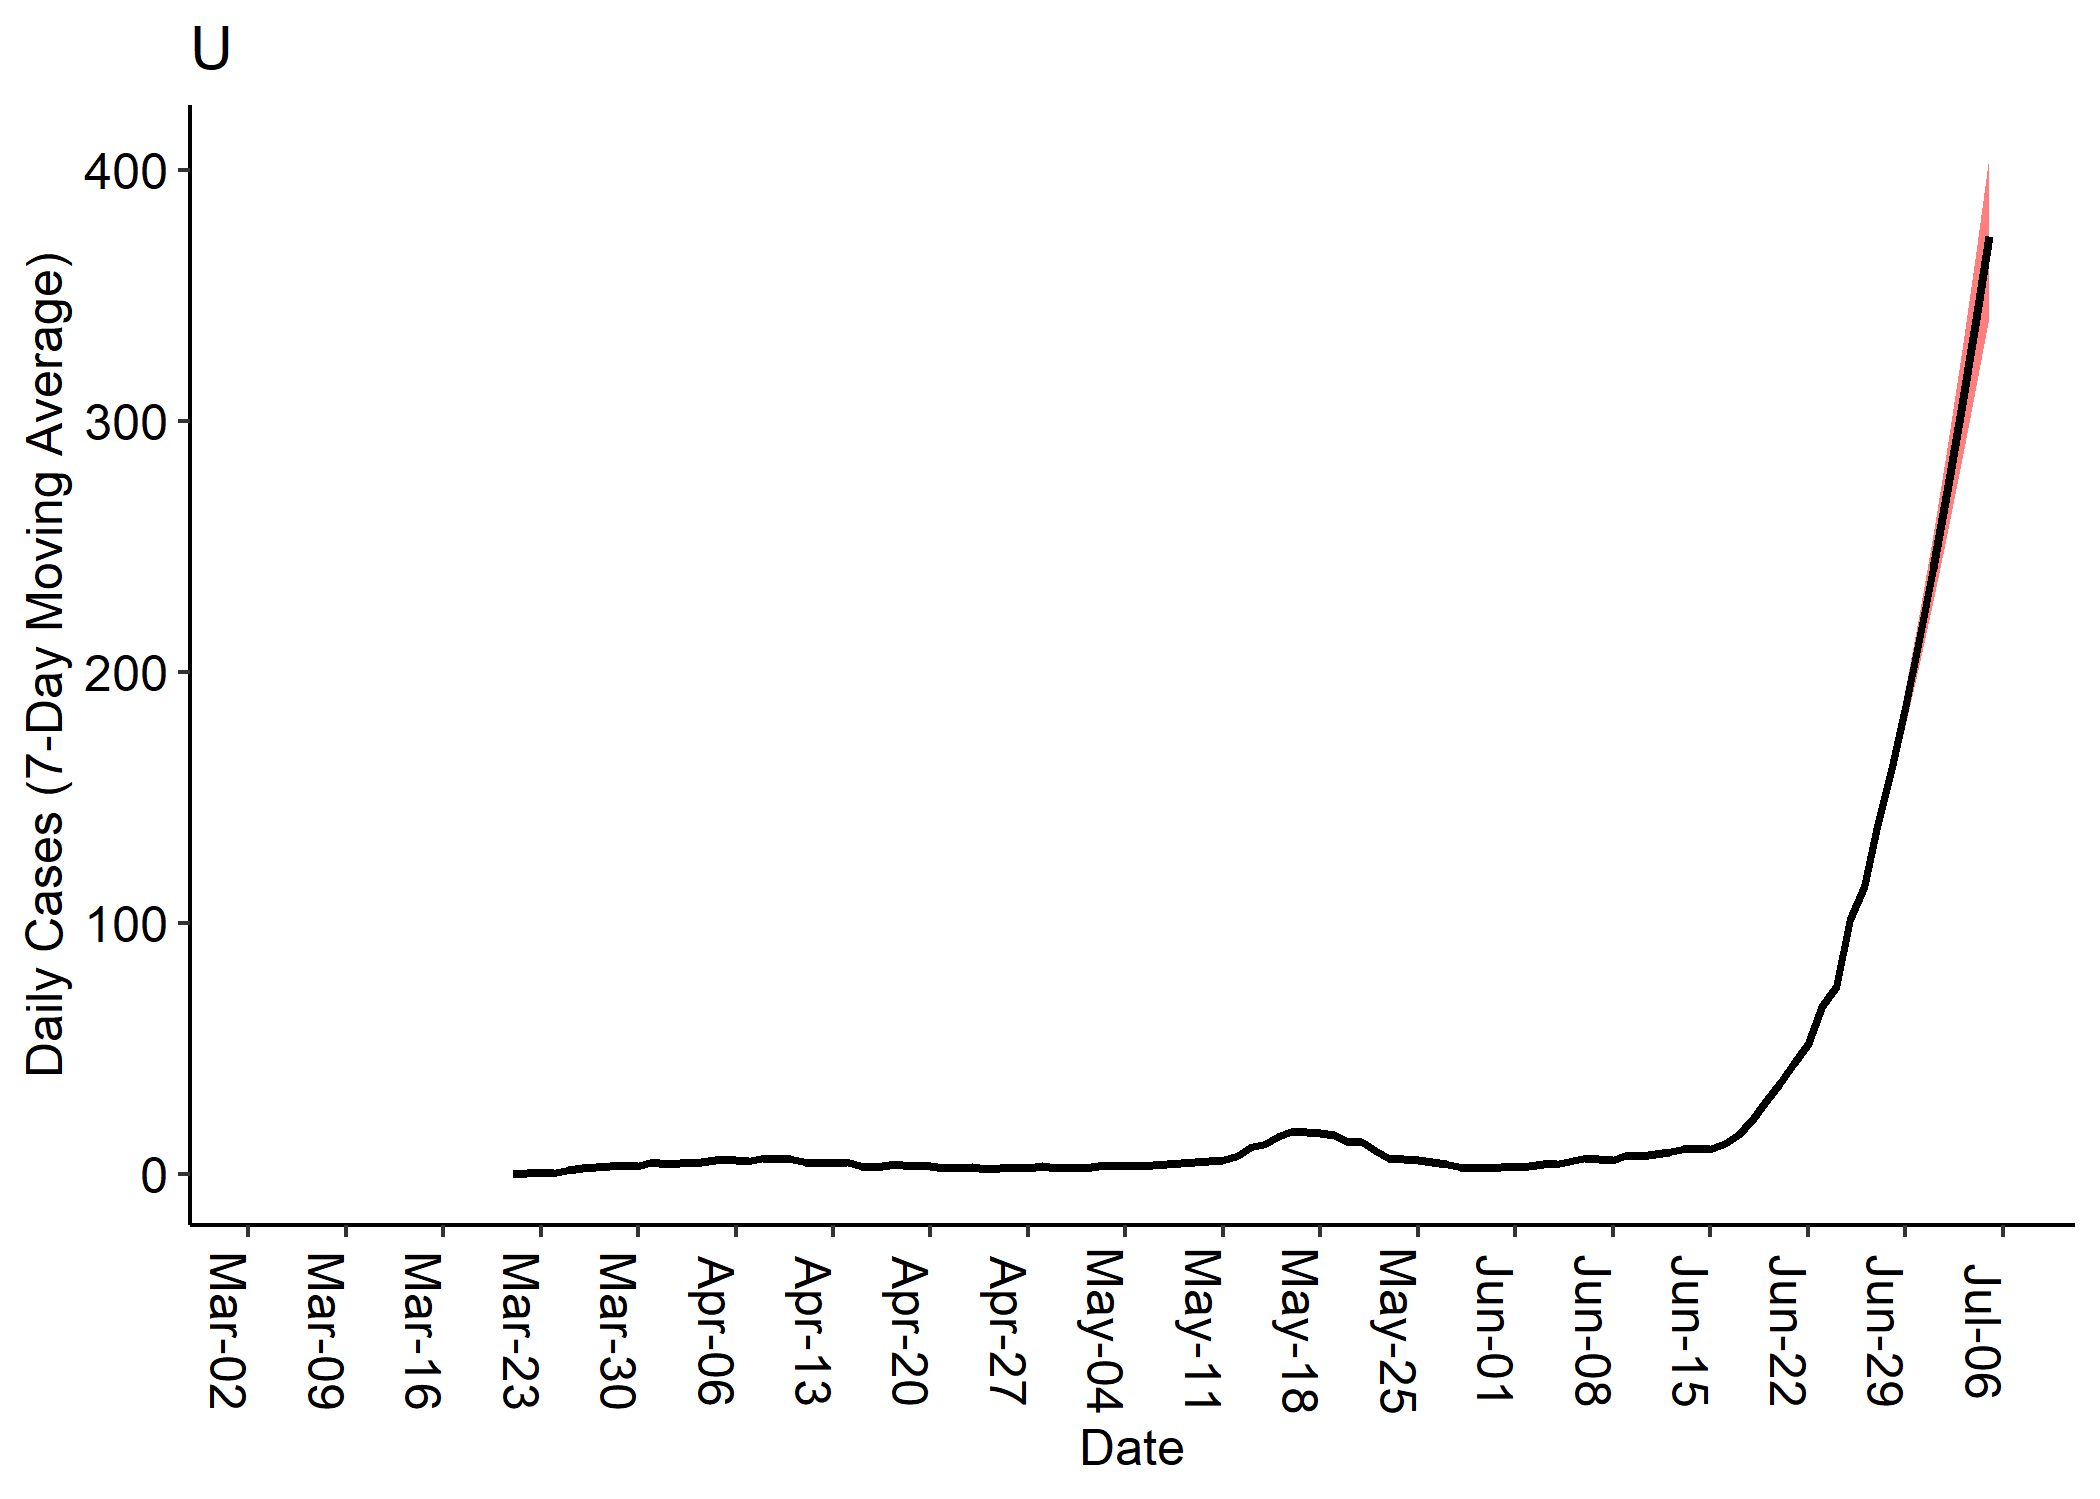 U
Daily Cases (7-Day Moving Average)
400
300
200
100
0
Mar-02
Mar-09
Mar-16
Mar-23
Mar-30
Apr-06
Apr-13
Apr-20
Apr-27
May-04
May-11
May-18
May-25
Jun-01
Jun-08
Jun-15
Jun-22
Jun-29
Jul-06
Date